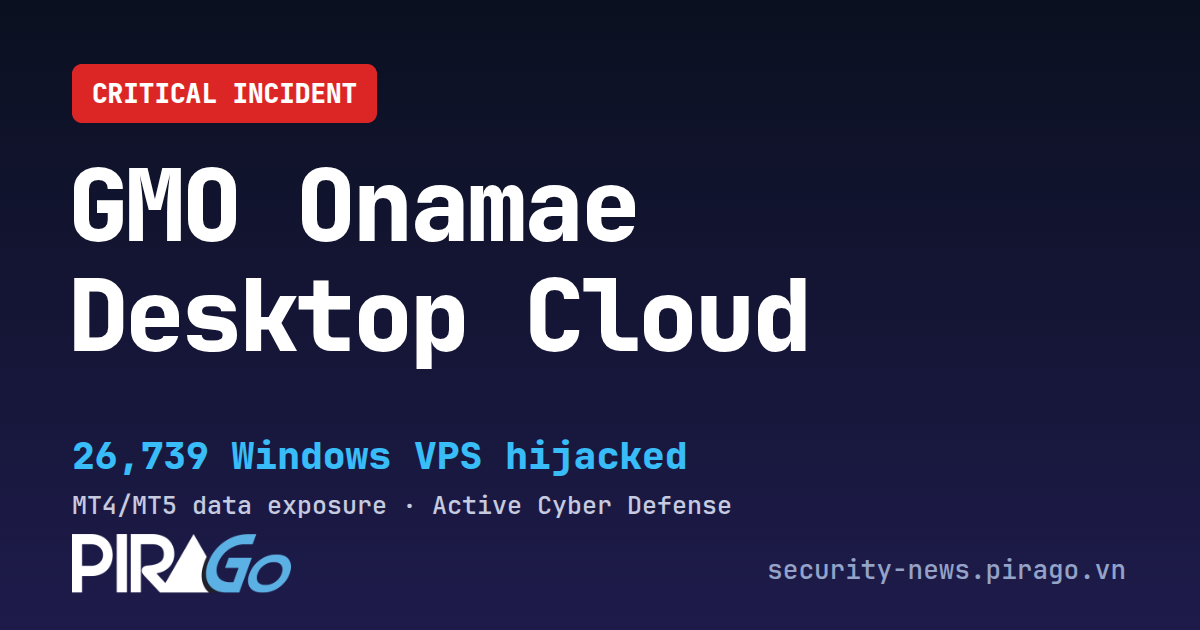 CRITICAL INCIDENT
GMO Onamae
Desktop Cloud
26,739 Windows VPS hijacked
MT4/MT5 data exposure · Active Cyber Defense
PIRAGO
security-news.pirago.vn